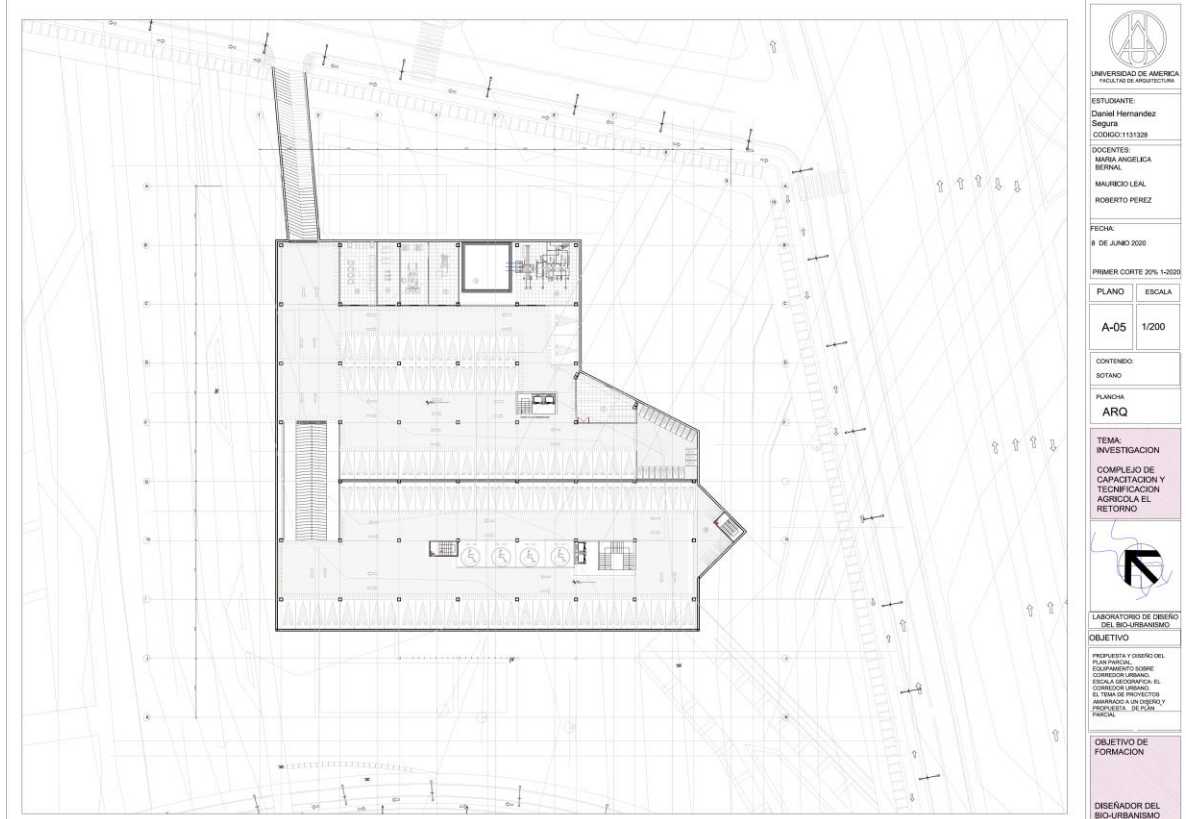 UNIVERSIDAD DE AMERICA
FACULTAD DE ARQUITECTURA
ESTUDIANTE:
Daniel Hernandez
Segura
CODIGO:1131328
DOCENTES:
MARIA ANGELICA
BERNAL
MAURICIO LEAL
ROBERTO PEREZ
FECHA:
8 DE JUNIO 2020
PRIMER CORTE 20% 1-2020
PLANO ESCALA
A-05 1/200
CONTENIDO:
SOTANO
PLANCHA
ARQ
TEMA:
INVESTIGACION
COMPLEJO DE
CAPACITACION Y
TECNIFICACION
AGRICOLA EL
RETORNO
LABORATORIO DE DISEÑO
DEL BIO-URBANISMO
OBJETIVO
PROPUESTA Y DISEÑO DEL
PLAN PARCIAL.
EQUIPAMIENTO SOBRE
CORREDOR URBANO.
ESCALA GEOGRAFICA: EL
CORREDOR URBANO.
EL TEMA DE PROYECTOS
AMARRADO A UN DISEÑO Y
PROPUESTA DE PLAN
PARCIAL
OBJETIVO DE
FORMACION
DISEÑADOR DEL
BIO-URBANISMO